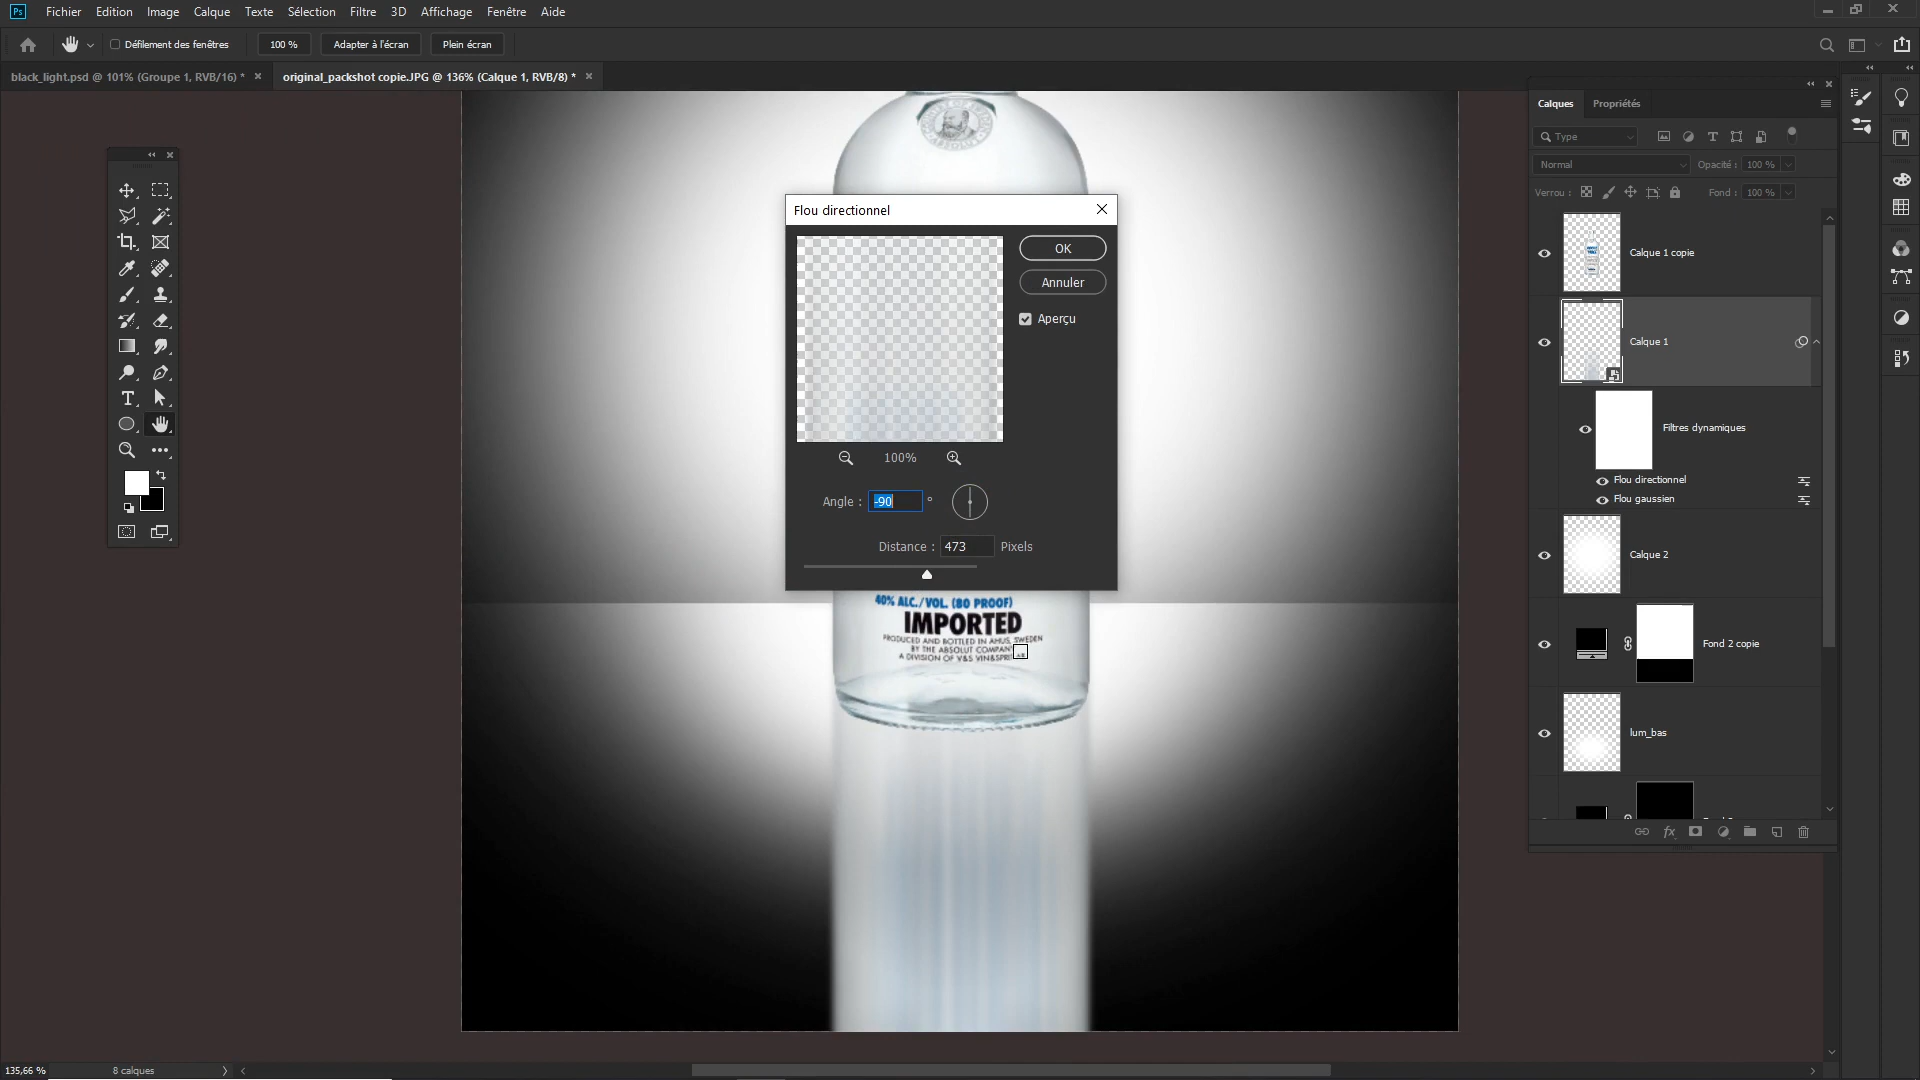 Ps
Fichier Edition Image Calque Texte Sélection Filtre 3D Affichage Fenêtre Aide
Défilement des fenêtres 100 % Adapter à l'écran Plein écran
black_light.psd @ 101% (Groupe 1, RVB/16) *
original_packshot copie.JPG @ 136% (Calque 1, RVB/8) *
Calques Propriétés
Type
Normal Opacité : 100 %
Verrou : Fond : 100 %
Calque 1 copie
Calque 1
Filtres dynamiques
Flou directionnel
Flou gaussien
Calque 2
Fond 2 copie
lum_bas
fx
Flou directionnel
OK
Annuler
Aperçu
100%
Angle : -90 °
Distance : 473 Pixels
40% ALC./VOL. (80 PROOF)
IMPORTED
PRODUCED AND BOTTLED IN AHUS, SWEDEN
BY THE ABSOLUT COMPANY
A DIVISION OF V&S VIN&SPRIT AB
135,66 % 8 calques